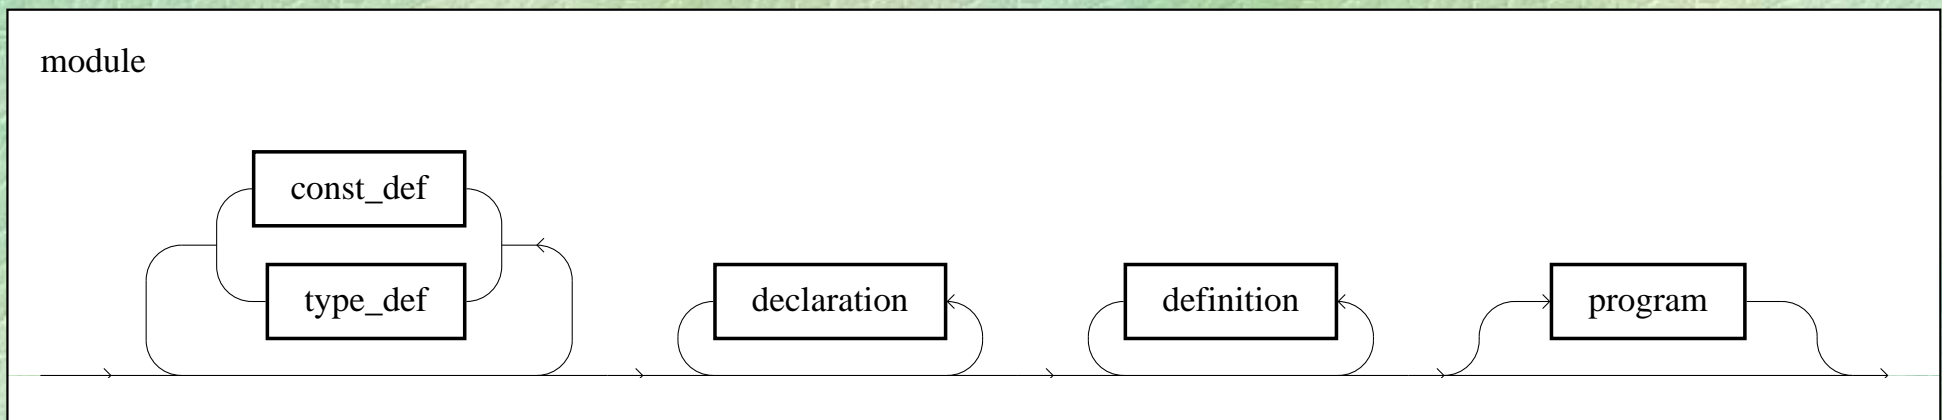 module
const_def
type_def
declaration
definition
program